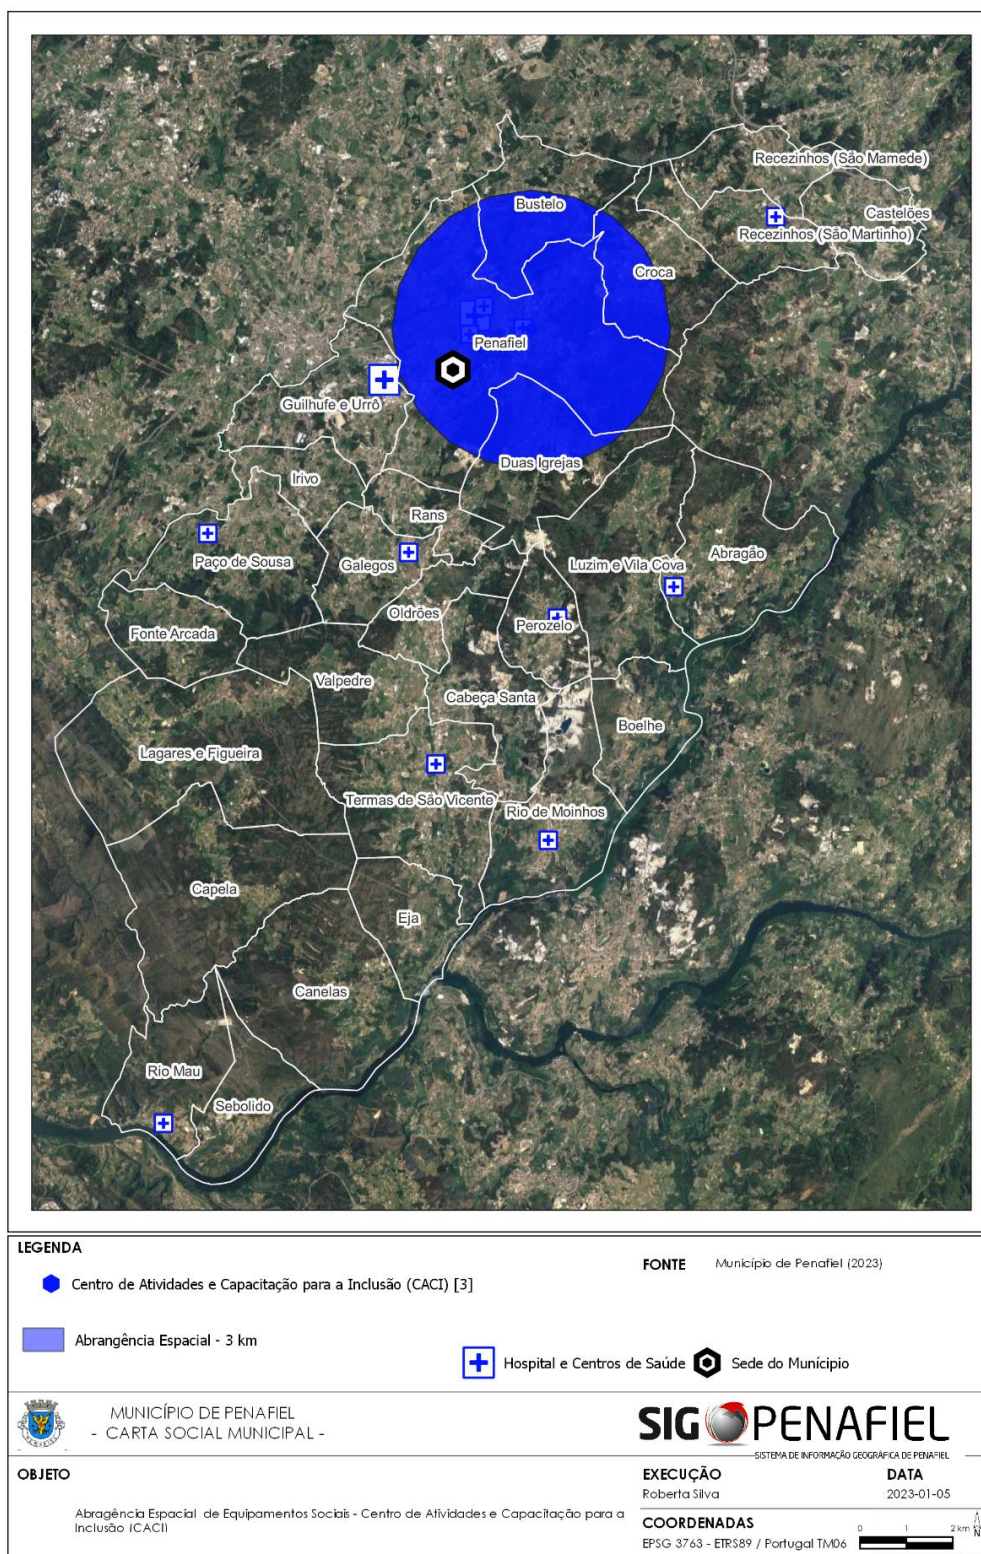 Recezinhos (São Mamede)
Bustelo
Castelões
Recezinhos (São Martinho)
Croca
Penafiel
Guilhufe e Urrô
Duas Igrejas
Irivo
Rans
Abragão
Paço de Sousa
Galegos
Luzim e Vila Cova
Oldrões
Perozelo
Fonte Arcada
Valpedre
Cabeça Santa
Boelhe
Lagares e Figueira
Termas de São Vicente
Rio de Moinhos
Capela
Eja
Canelas
Rio Mau
Sebolido
LEGENDA
Centro de Atividades e Capacitação para a Inclusão (CACI) [3]
FONTE Município de Penafiel (2023)
Abrangência Espacial - 3 km
Hospital e Centros de Saúde
Sede do Munícipio
MUNICÍPIO DE PENAFIEL
- CARTA SOCIAL MUNICIPAL -
SIG PENAFIEL
SISTEMA DE INFORMAÇÃO GEOGRÁFICA DE PENAFIEL
OBJETO
Abragência Espacial de Equipamentos Sociais - Centro de Atividades e Capacitação para a
Inclusão (CACI)
EXECUÇÃO
Roberta Silva
DATA
2023-01-05
COORDENADAS
EPSG 3763 - ETRS89 / Portugal TM06
0 1 2 km
N